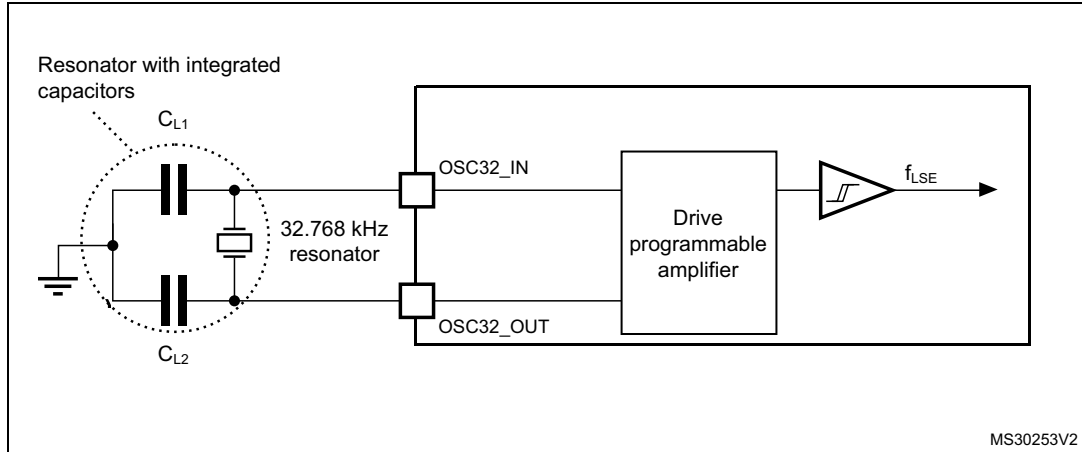 Resonator with integrated
capacitors
CL1
OSC32_IN
fLSE
32.768 kHz
resonator
Drive
programmable
amplifier
OSC32_OUT
CL2
MS30253V2